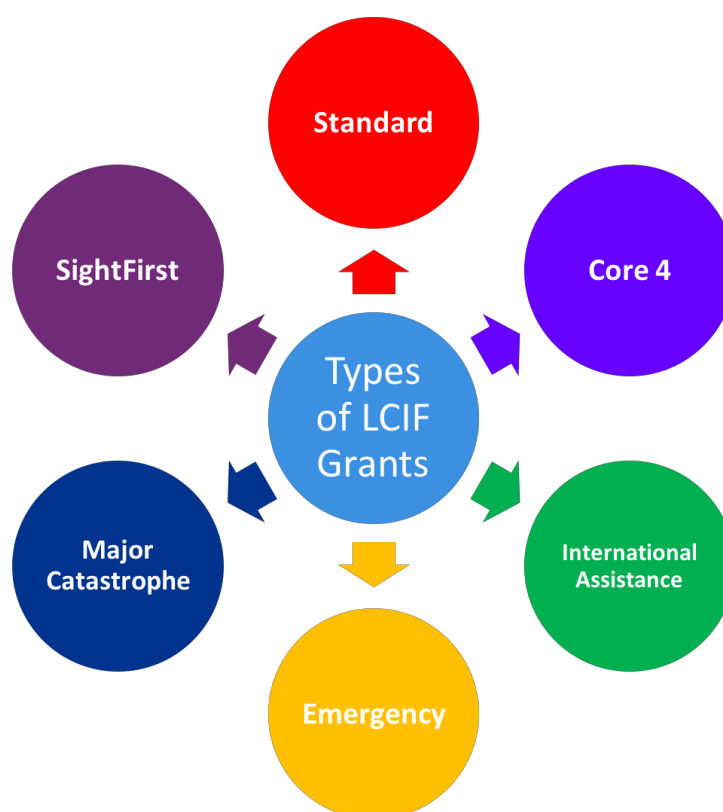 Standard
SightFirst
Core 4
Types
of LCIF
Grants
Major
Catastrophe
International
Assistance
Emergency